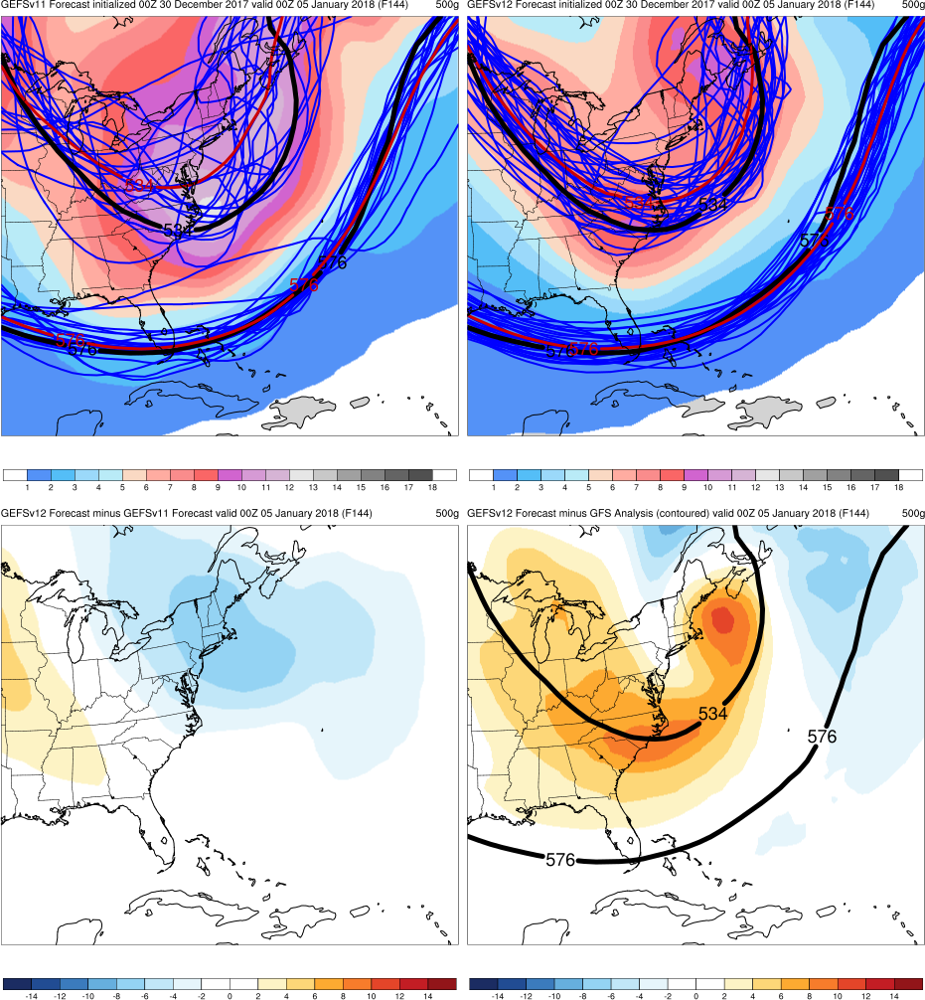 GEFSv11 Forecast initialized 00Z 30 December 2017 valid 00Z 05 January 2018 (F144) 500g
GEFSv12 Forecast initialized 00Z 30 December 2017 valid 00Z 05 January 2018 (F144) 500g
534
534
576
576
576
576
534
534
576
576
576
576
1 2 3 4 5 6 7 8 9 10 11 12 13 14 15 16 17 18
1 2 3 4 5 6 7 8 9 10 11 12 13 14 15 16 17 18
GEFSv12 Forecast minus GEFSv11 Forecast valid 00Z 05 January 2018 (F144) 500g
GEFSv12 Forecast minus GFS Analysis (contoured) valid 00Z 05 January 2018 (F144) 500g
534
576
576
-14 -12 -10 -8 -6 -4 -2 0 2 4 6 8 10 12 14
-14 -12 -10 -8 -6 -4 -2 0 2 4 6 8 10 12 14